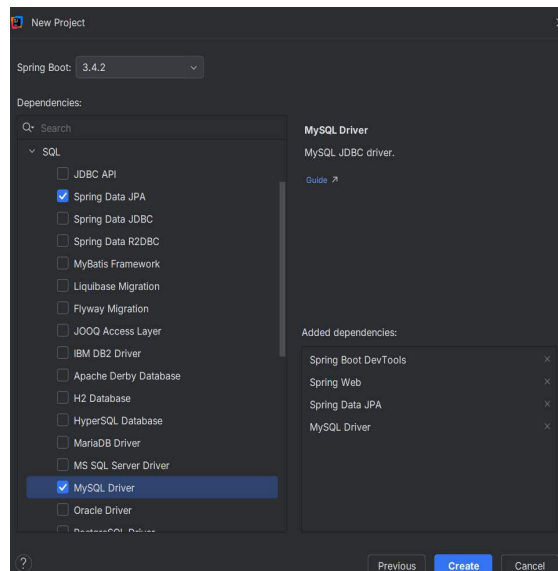 New Project
Spring Boot: 3.4.2
Dependencies:
Search
SQL
JDBC API
Spring Data JPA
Spring Data JDBC
Spring Data R2DBC
MyBatis Framework
Liquibase Migration
Flyway Migration
JOOQ Access Layer
IBM DB2 Driver
Apache Derby Database
H2 Database
HyperSQL Database
MariaDB Driver
MS SQL Server Driver
MySQL Driver
Oracle Driver
PostgreSQL Driver
MySQL Driver
MySQL JDBC driver.
Guide ↗
Added dependencies:
Spring Boot DevTools ×
Spring Web ×
Spring Data JPA ×
MySQL Driver ×
? Previous Create Cancel